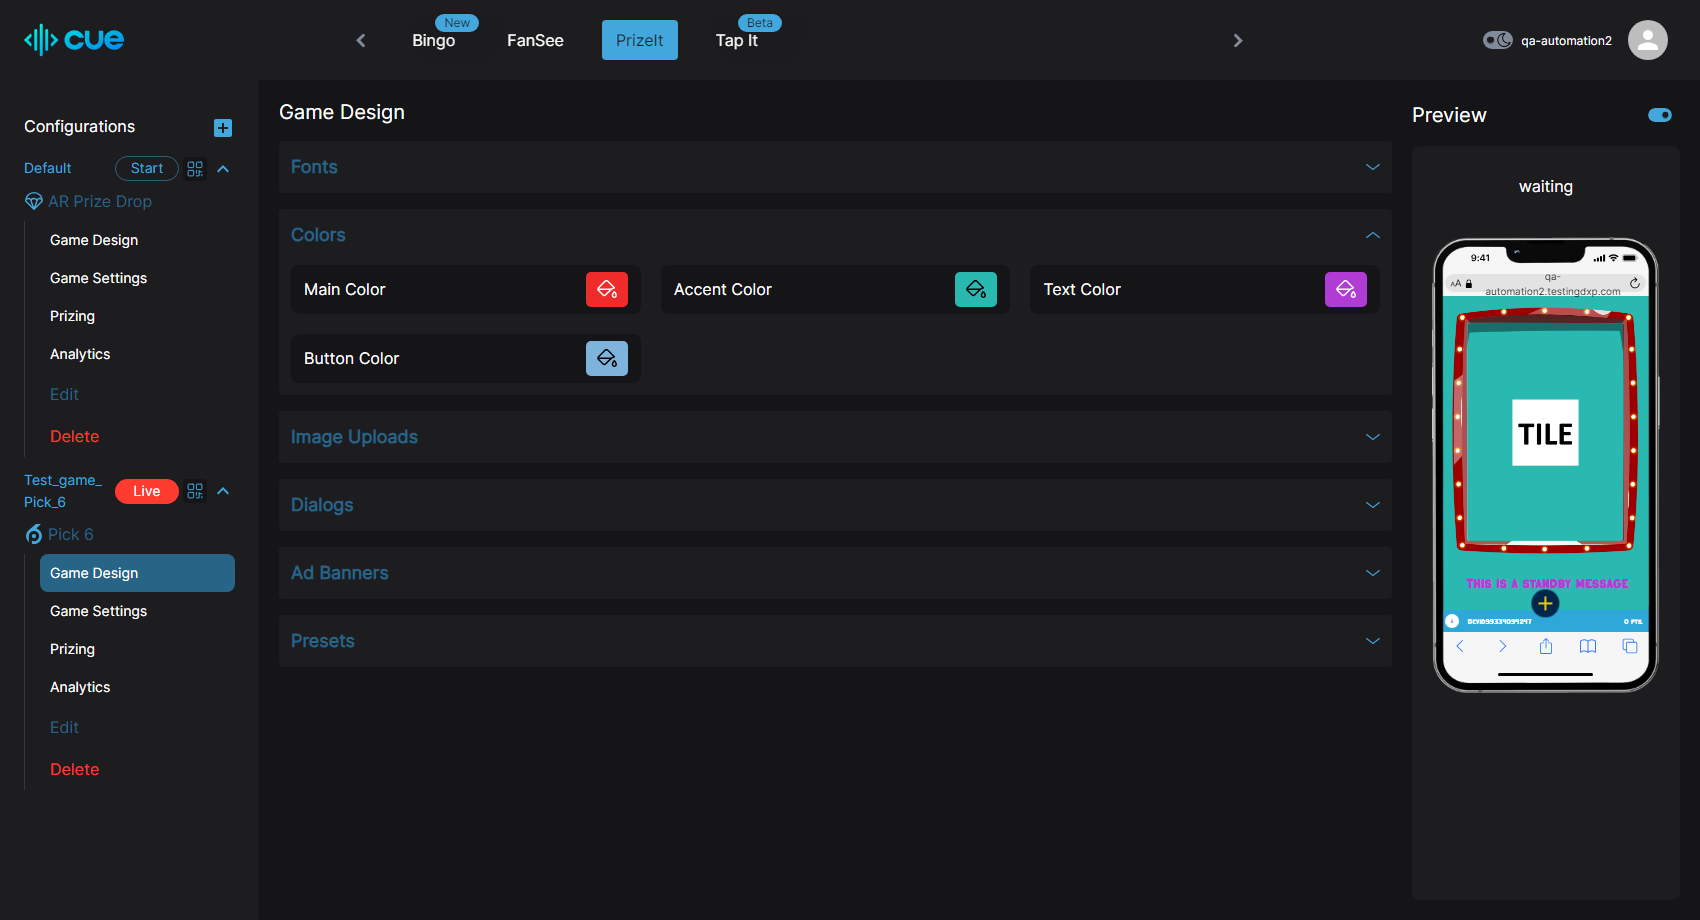 cue
New
Bingo
FanSee
PrizeIt
Beta
Tap It
qa-automation2
Configurations
Default
Start
AR Prize Drop
Game Design
Game Settings
Prizing
Analytics
Edit
Delete
Test_game_
Pick_6
Live
Pick 6
Game Design
Game Settings
Prizing
Analytics
Edit
Delete
Game Design
Fonts
Colors
Main Color
Accent Color
Text Color
Button Color
Image Uploads
Dialogs
Ad Banners
Presets
Preview
waiting
9:41
AA
qa-
automation2.testingdxp.com
TILE
THIS IS A STANDBY MESSAGE
0 PTS.